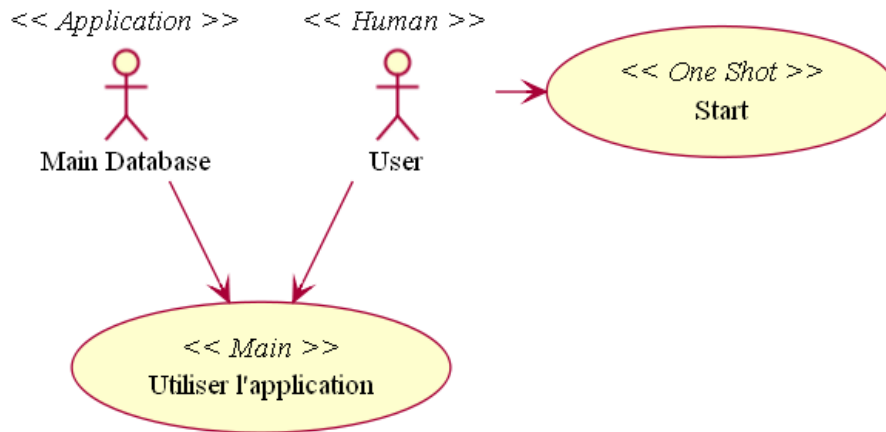 << Application >>
<< Human >>
<< One Shot >>
Start
Main Database
User
<< Main >>
Utiliser l'application